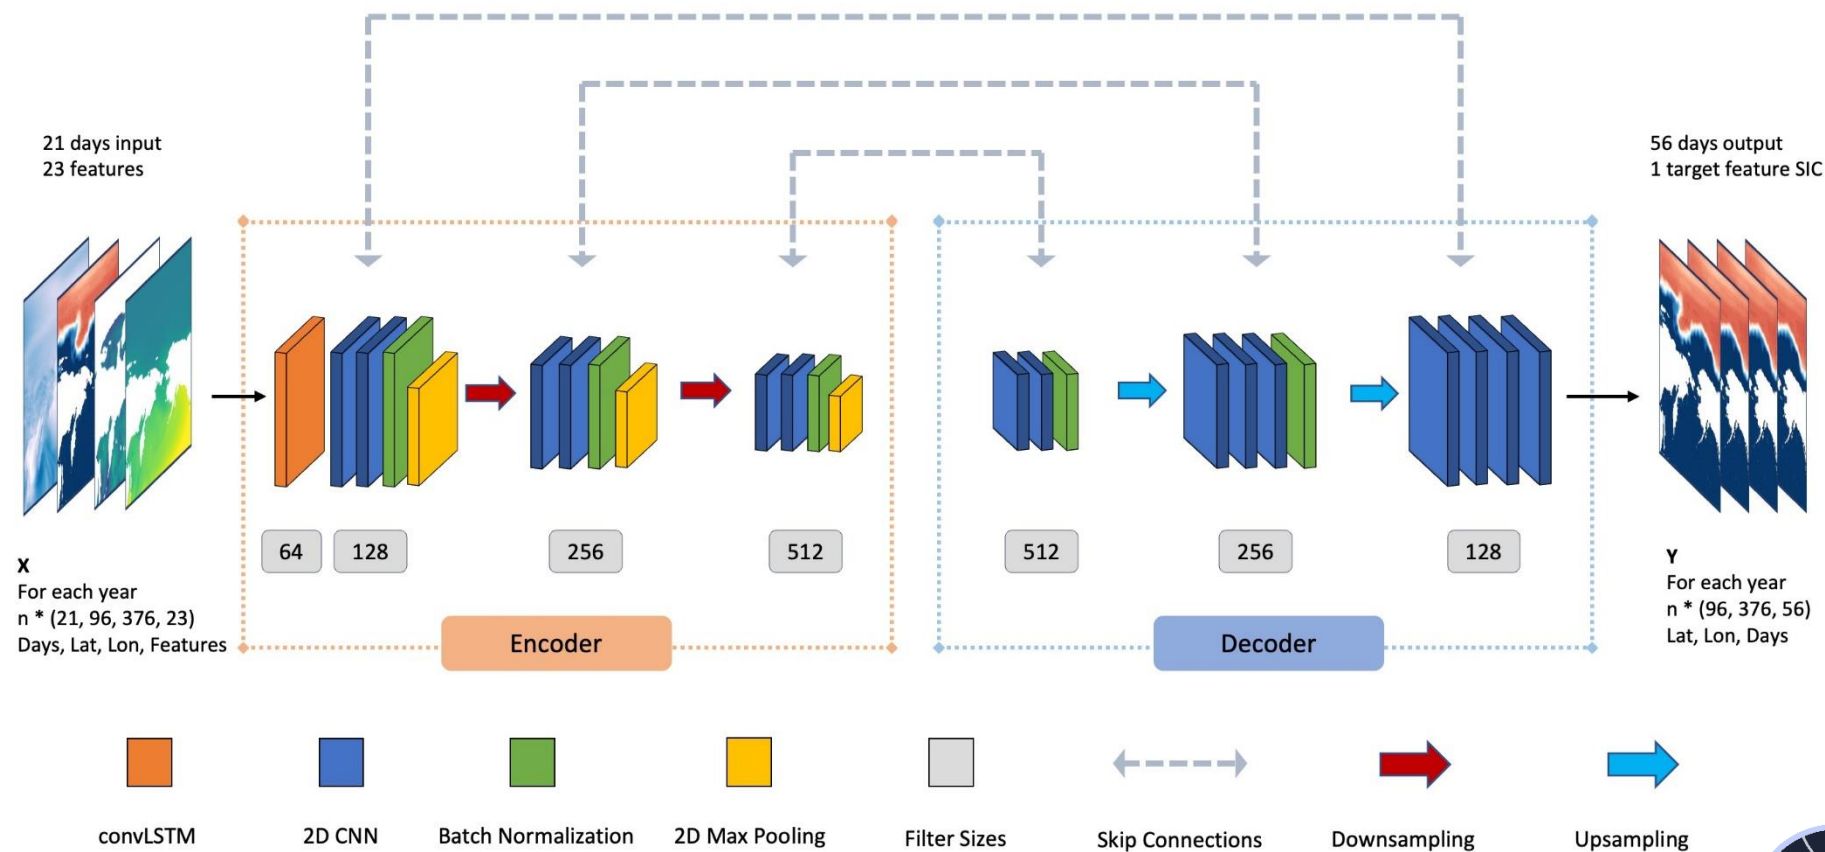 21 days input
23 features
56 days output
1 target feature SIC
64
128
256
512
512
256
128
X
For each year
n * (21, 96, 376, 23)
Days, Lat, Lon, Features
Encoder
Decoder
Y
For each year
n * (96, 376, 56)
Lat, Lon, Days
convLSTM
2D CNN
Batch Normalization
2D Max Pooling
Filter Sizes
Skip Connections
Downsampling
Upsampling